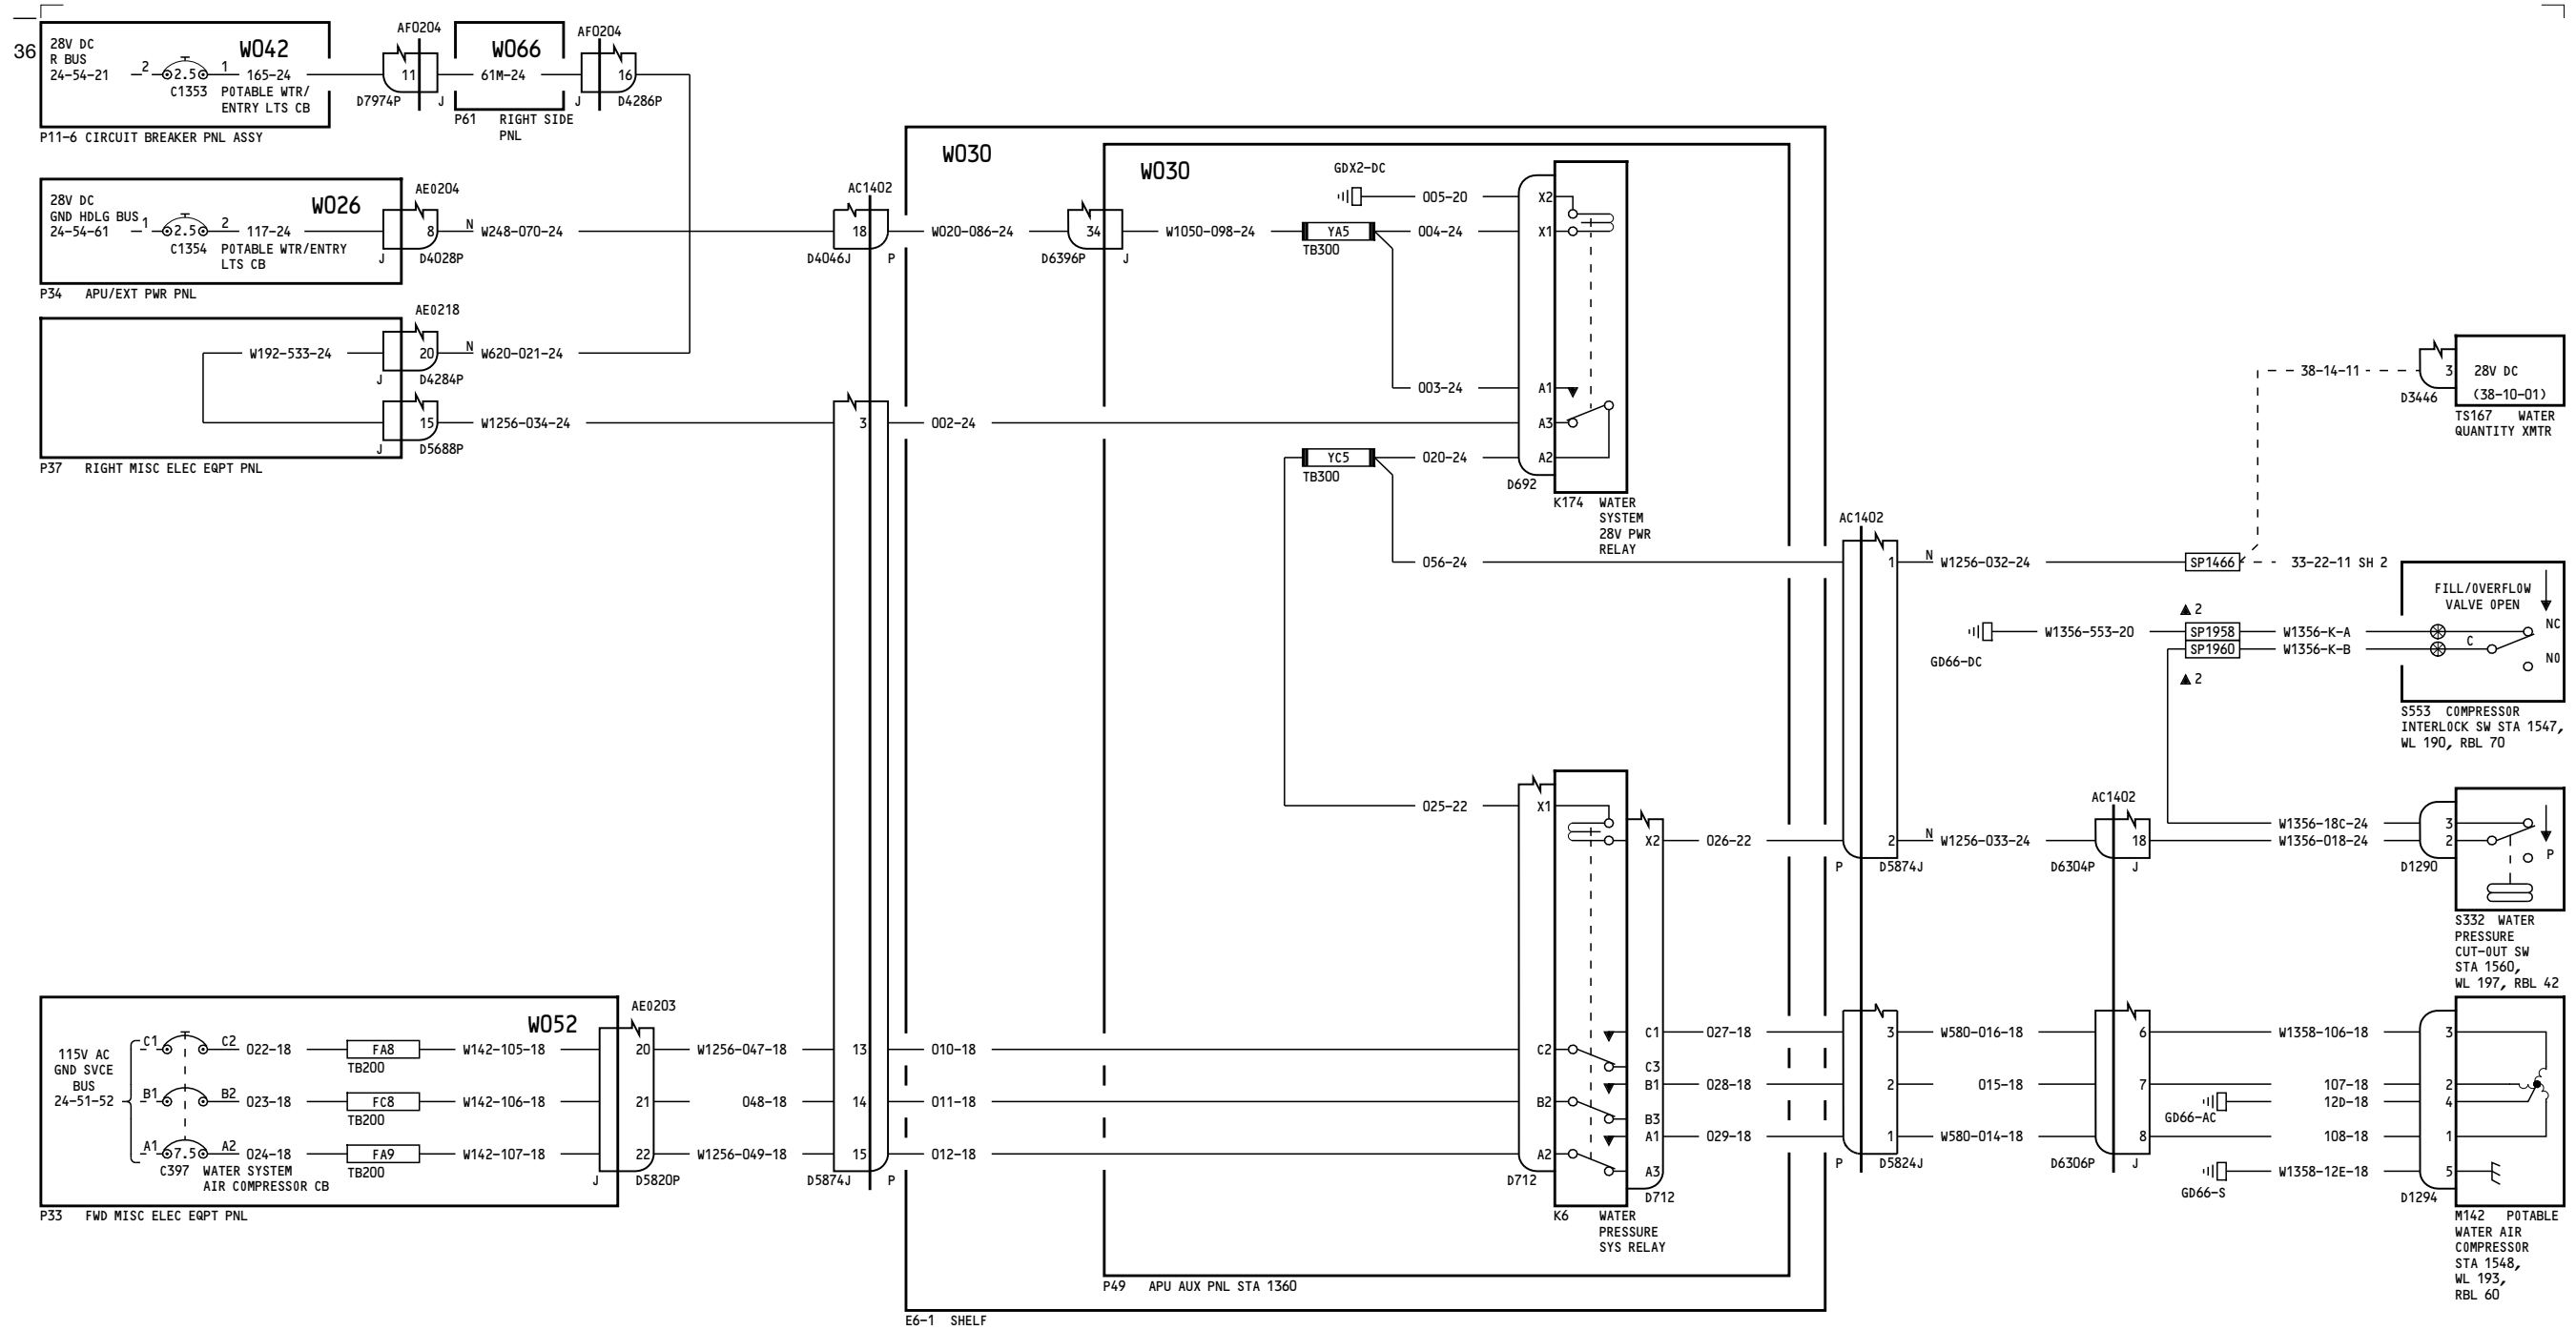 36
28V DC
R BUS
24-54-21
2
2.5
1
165-24
W042
C1353
POTABLE WTR/
ENTRY LTS CB
P11-6 CIRCUIT BREAKER PNL ASSY
AF0204
11
D7974P
J
W066
61M-24
P61 RIGHT SIDE
PNL
AF0204
16
J
D4286P
28V DC
GND HDLG BUS
24-54-61
1
2.5
2
117-24
W026
C1354
POTABLE WTR/ENTRY
LTS CB
P34 APU/EXT PWR PNL
AE0204
8
J
D4028P
N
W248-070-24
AE0218
W192-533-24
20
J
D4284P
N
W620-021-24
15
J
D5688P
W1256-034-24
P37 RIGHT MISC ELEC EQPT PNL
115V AC
GND SVCE
BUS
24-51-52
C1
C2
022-18
FA8
TB200
W142-105-18
B1
B2
023-18
FC8
TB200
W142-106-18
A1
7.5
A2
024-18
FA9
TB200
W142-107-18
C397
WATER SYSTEM
AIR COMPRESSOR CB
W052
P33 FWD MISC ELEC EQPT PNL
AE0203
20
21
22
J
D5820P
W1256-047-18
048-18
W1256-049-18
AC1402
18
D4046J
P
3
13
14
15
D5874J
P
W030
W020-086-24
002-24
010-18
011-18
012-18
E6-1 SHELF
W030
34
D6396P
J
W1050-098-24
YA5
TB300
GDX2-DC
005-20
004-24
003-24
YC5
TB300
020-24
056-24
025-22
X2
X1
A1
A3
A2
D692
K174 WATER
SYSTEM
28V PWR
RELAY
X1
C2
B2
A2
D712
X2
C1
C3
B1
B3
A1
A3
D712
K6 WATER
PRESSURE
SYS RELAY
026-22
027-18
028-18
029-18
P49 APU AUX PNL STA 1360
AC1402
1
2
P
D5874J
N
W1256-032-24
N
W1256-033-24
3
2
1
P
D5824J
W580-016-18
015-18
W580-014-18
SP1466
38-14-11
33-22-11 SH 2
3
D3446
28V DC
(38-10-01)
TS167 WATER
QUANTITY XMTR
GD66-DC
W1356-553-20
▲ 2
SP1958
SP1960
▲ 2
W1356-K-A
W1356-K-B
FILL/OVERFLOW
VALVE OPEN
C
NC
NO
S553 COMPRESSOR
INTERLOCK SW STA 1547,
WL 190, RBL 70
AC1402
18
D6304P
J
W1356-18C-24
W1356-018-24
3
2
D1290
P
S332 WATER
PRESSURE
CUT-OUT SW
STA 1560,
WL 197, RBL 42
6
7
8
D6306P
J
W1358-106-18
107-18
12D-18
108-18
W1358-12E-18
GD66-AC
GD66-S
3
2
4
1
5
D1294
M142 POTABLE
WATER AIR
COMPRESSOR
STA 1548,
WL 193,
RBL 60